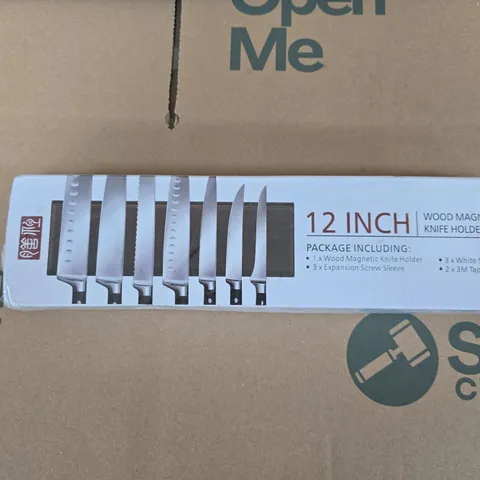 Open
Me
12 INCH
WOOD MAGN
KNIFE HOLDE
PACKAGE INCLUDING:
• 1 x Wood Magnetic Knife Holder
• 3 x Expansion Screw Sleeve
• 3 x White S
• 2 x 3M Tap
S
C